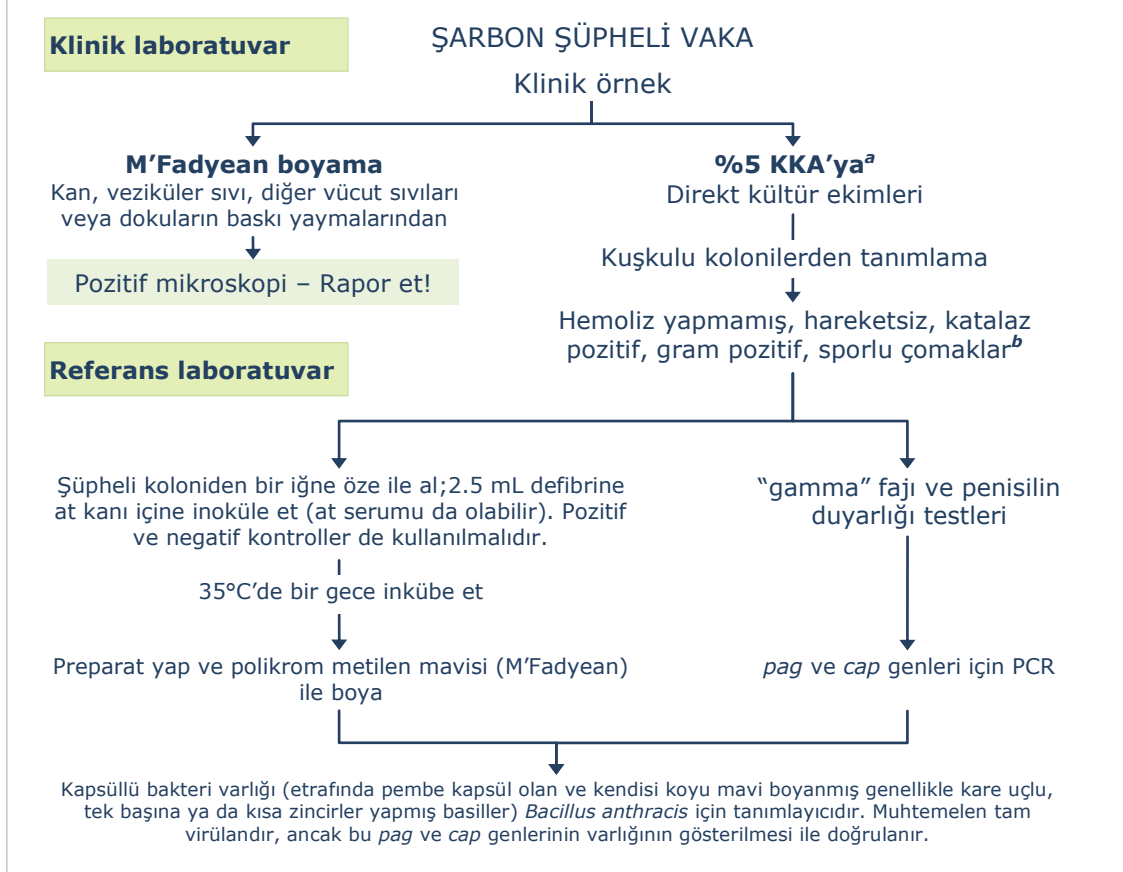 Klinik laboratuvar
ŞARBON ŞÜPHELİ VAKA
Klinik örnek
M’Fadyean boyama
Kan, veziküler sıvı, diğer vücut sıvıları
veya dokuların baskı yaymalarından
Pozitif mikroskopi – Rapor et!
%5 KKA’yaa
Direkt kültür ekimleri
Kuşkulu kolonilerden tanımlama
Hemoliz yapmamış, hareketsiz, katalaz
pozitif, gram pozitif, sporlu çomaklarb
Referans laboratuvar
Şüpheli koloniden bir iğne öze ile al;2.5 mL defibrine
at kanı içine inoküle et (at serumu da olabilir). Pozitif
ve negatif kontroller de kullanılmalıdır.
35°C’de bir gece inkübe et
Preparat yap ve polikrom metilen mavisi (M’Fadyean)
ile boya
“gamma” fajı ve penisilin
duyarlığı testleri
pag ve cap genleri için PCR
Kapsüllü bakteri varlığı (etrafında pembe kapsül olan ve kendisi koyu mavi boyanmış genellikle kare uçlu,
tek başına ya da kısa zincirler yapmış basiller) Bacillus anthracis için tanımlayıcıdır. Muhtemelen tam
virülandır, ancak bu pag ve cap genlerinin varlığının gösterilmesi ile doğrulanır.